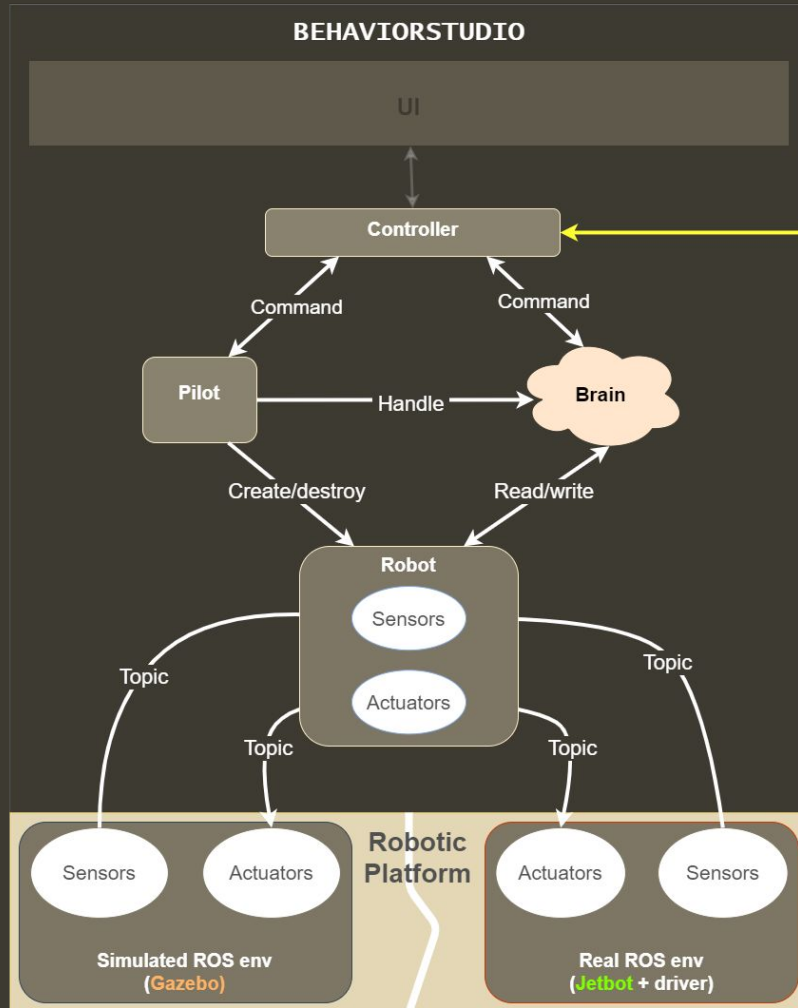 BEHAVIORSTUDIO
UI
Controller
Command
Command
Pilot
Handle
Brain
Create/destroy
Read/write
Robot
Sensors
Actuators
Topic
Topic
Topic
Topic
Robotic
Platform
Sensors
Actuators
Actuators
Sensors
Simulated ROS env
(Gazebo)
Real ROS env
(Jetbot + driver)